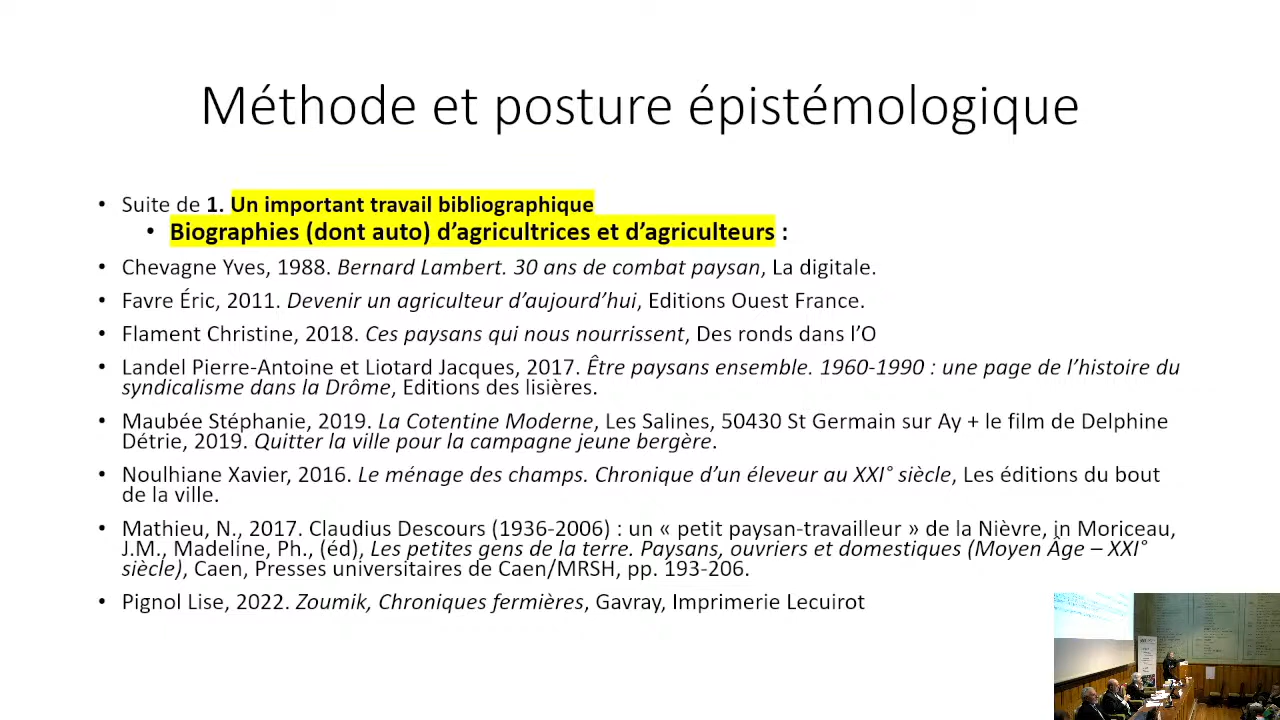 Méthode et posture épistémologique
• Suite de 1. Un important travail bibliographique
• Biographies (dont auto) d’agricultrices et d’agriculteurs :
• Chevagne Yves, 1988. Bernard Lambert. 30 ans de combat paysan, La digitale.
• Favre Éric, 2011. Devenir un agriculteur d’aujourd’hui, Editions Ouest France.
• Flament Christine, 2018. Ces paysans qui nous nourrissent, Des ronds dans l’O
• Landel Pierre-Antoine et Liotard Jacques, 2017. Être paysans ensemble. 1960-1990 : une page de l’histoire du
syndicalisme dans la Drôme, Editions des lisières.
• Maubée Stéphanie, 2019. La Cotentine Moderne, Les Salines, 50430 St Germain sur Ay + le film de Delphine
Détrie, 2019. Quitter la ville pour la campagne jeune bergère.
• Noulhiane Xavier, 2016. Le ménage des champs. Chronique d’un éleveur au XXI° siècle, Les éditions du bout
de la ville.
• Mathieu, N., 2017. Claudius Descours (1936-2006) : un « petit paysan-travailleur » de la Nièvre, in Moriceau,
J.M., Madeline, Ph., (éd), Les petites gens de la terre. Paysans, ouvriers et domestiques (Moyen Âge – XXI°
siècle), Caen, Presses universitaires de Caen/MRSH, pp. 193-206.
• Pignol Lise, 2022. Zoumik, Chroniques fermières, Gavray, Imprimerie Lecuirot